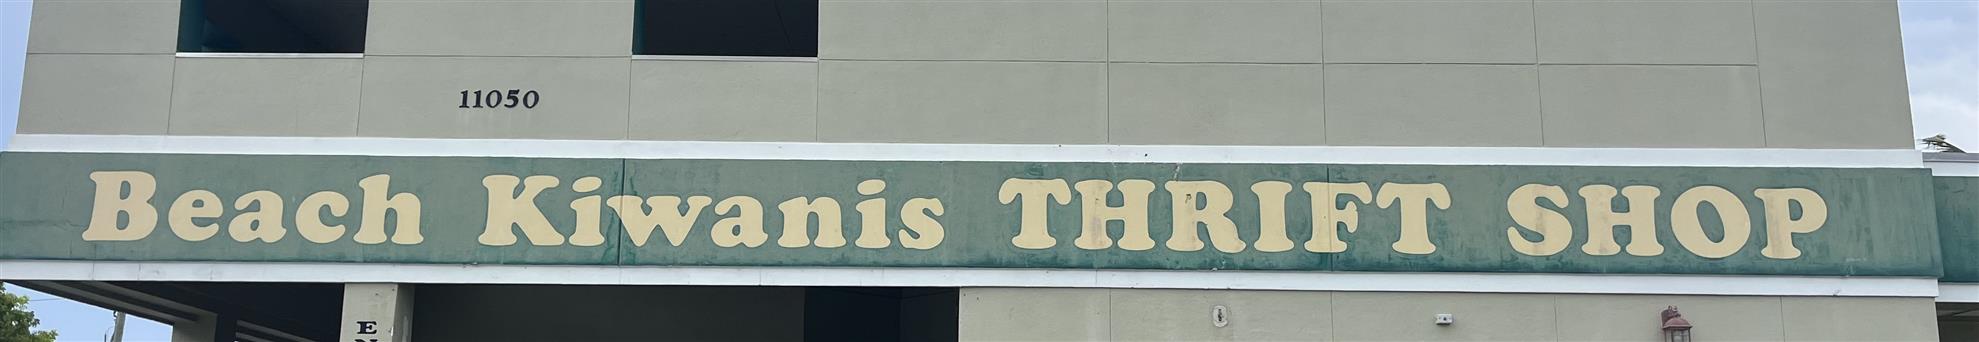 11050
Beach Kiwanis THRIFT SHOP
E